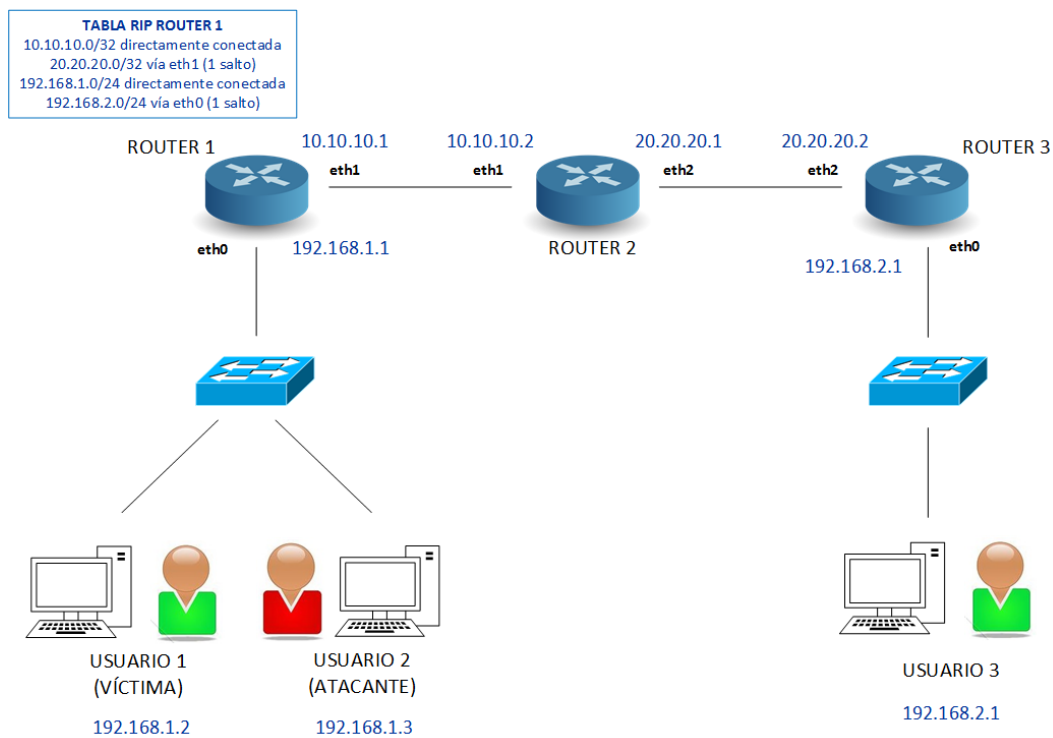 TABLA RIP ROUTER 1
10.10.10.0/32 directamente conectada
20.20.20.0/32 vía eth1 (1 salto)
192.168.1.0/24 directamente conectada
192.168.2.0/24 vía eth0 (1 salto)
ROUTER 1
10.10.10.1
10.10.10.2
20.20.20.1
20.20.20.2
ROUTER 3
eth1
eth1
eth2
eth2
eth0
192.168.1.1
ROUTER 2
192.168.2.1
eth0
USUARIO 1
(VÍCTIMA)
192.168.1.2
USUARIO 2
(ATACANTE)
192.168.1.3
USUARIO 3
192.168.2.1